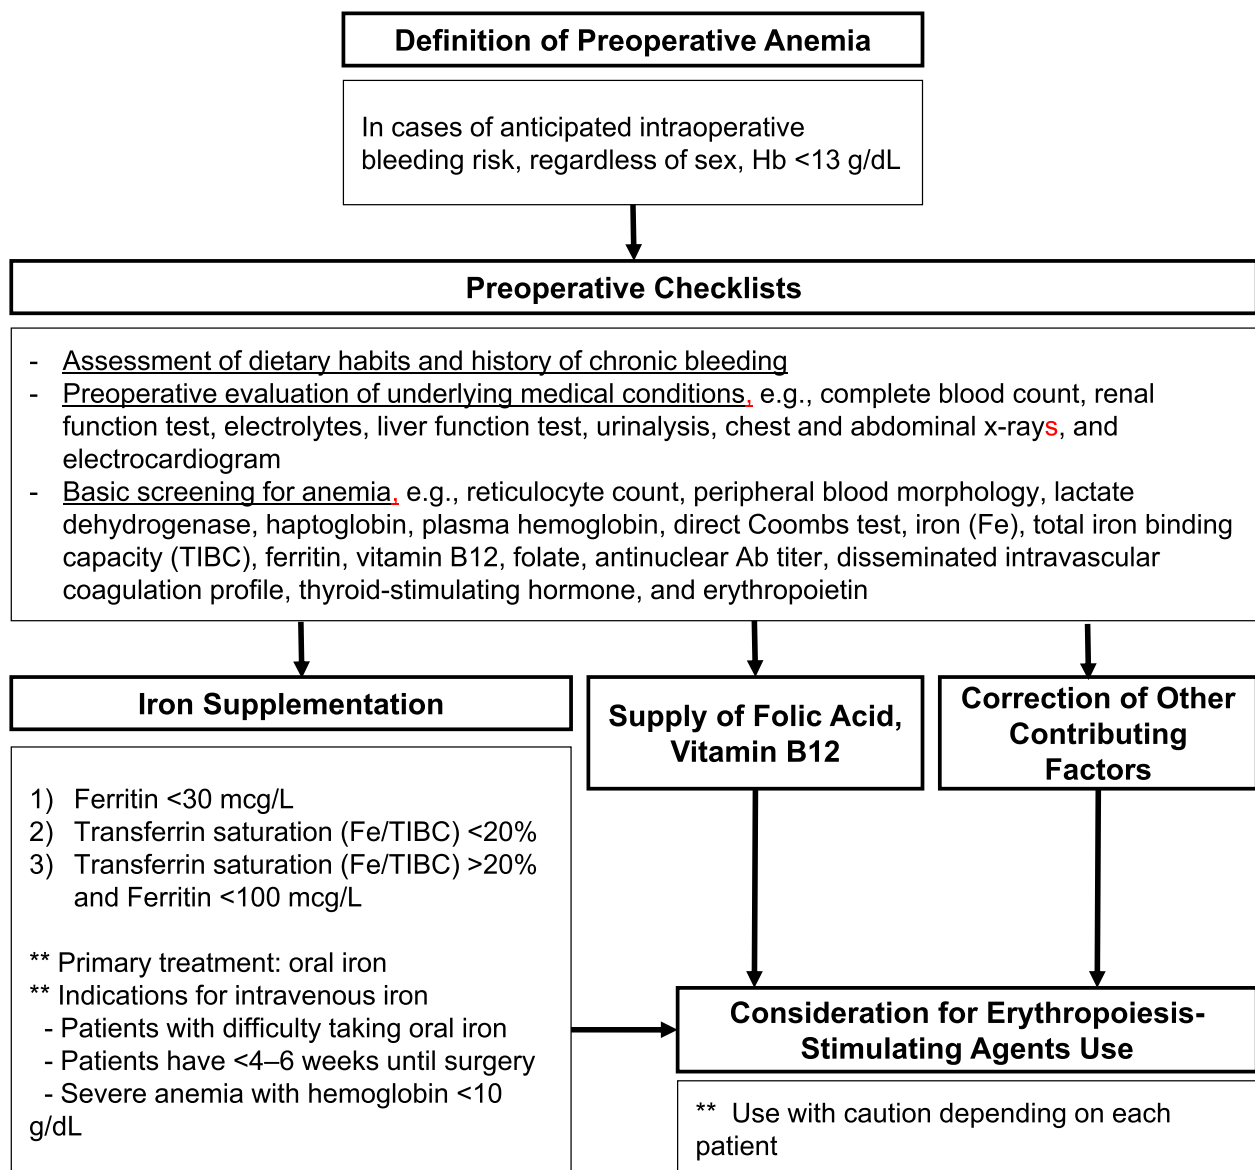 Definition of Preoperative Anemia
In cases of anticipated intraoperative
bleeding risk, regardless of sex, Hb <13 g/dL
Preoperative Checklists
- Assessment of dietary habits and history of chronic bleeding
- Preoperative evaluation of underlying medical conditions, e.g., complete blood count, renal
function test, electrolytes, liver function test, urinalysis, chest and abdominal x-rays, and
electrocardiogram
- Basic screening for anemia, e.g., reticulocyte count, peripheral blood morphology, lactate
dehydrogenase, haptoglobin, plasma hemoglobin, direct Coombs test, iron (Fe), total iron binding
capacity (TIBC), ferritin, vitamin B12, folate, antinuclear Ab titer, disseminated intravascular
coagulation profile, thyroid-stimulating hormone, and erythropoietin
Iron Supplementation
1) Ferritin <30 mcg/L
2) Transferrin saturation (Fe/TIBC) <20%
3) Transferrin saturation (Fe/TIBC) >20%
and Ferritin <100 mcg/L
** Primary treatment: oral iron
** Indications for intravenous iron
- Patients with difficulty taking oral iron
- Patients have <4–6 weeks until surgery
- Severe anemia with hemoglobin <10
g/dL
Supply of Folic Acid,
Vitamin B12
Correction of Other
Contributing
Factors
Consideration for Erythropoiesis-
Stimulating Agents Use
** Use with caution depending on each
patient